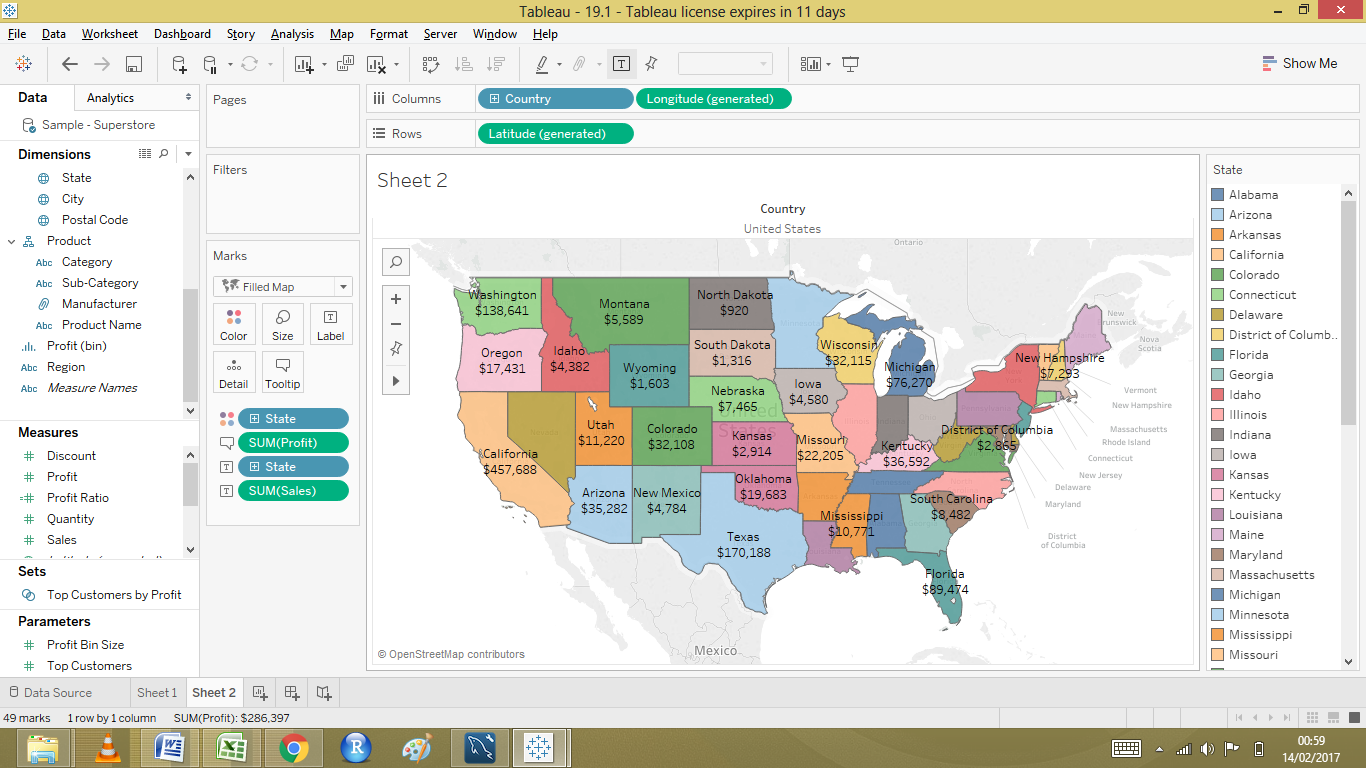 Tableau - 19.1 - Tableau license expires in 11 days
File Data Worksheet Dashboard Story Analysis Map Format Server Window Help
Show Me
Data Analytics
Sample - Superstore
Dimensions
State
City
Postal Code
Product
Abc Category
Abc Sub-Category
Manufacturer
Abc Product Name
Profit (bin)
Abc Region
Abc Measure Names
Measures
Discount
Profit
Profit Ratio
Quantity
Sales
Sets
Top Customers by Profit
Parameters
Profit Bin Size
Top Customers
Pages
Filters
Marks
Filled Map
Color Size Label
Detail Tooltip
State
SUM(Profit)
State
SUM(Sales)
Columns Country Longitude (generated)
Rows Latitude (generated)
Sheet 2
Country
United States
Ontario
Washington
$138,641
Montana
$5,589
North Dakota
$920
Oregon
$17,431
Idaho
$4,382
South Dakota
$1,316
Wisconsin
$32,115
Michigan
$76,270
New Hampshire
$7,293
Wyoming
$1,603
Nebraska
$7,465
Iowa
$4,580
United States
California
$457,688
Utah
$11,220
Colorado
$32,108
Kansas
$2,914
Missouri
$22,205
Kentucky
$36,592
District of Columbia
$2,865
Arizona
$35,282
New Mexico
$4,784
Oklahoma
$19,683
South Carolina
$8,482
Texas
$170,188
Mississippi
$10,771
Florida
$89,474
Nova
Scotia
Vermont
New Hampshire
Massachusetts
Rhode Island
Connecticut
New Jersey
Delaware
Maryland
District
of Columbia
Mexico
© OpenStreetMap contributors
State
Alabama
Arizona
Arkansas
California
Colorado
Connecticut
Delaware
District of Columb..
Florida
Georgia
Idaho
Illinois
Indiana
Iowa
Kansas
Kentucky
Louisiana
Maine
Maryland
Massachusetts
Michigan
Minnesota
Mississippi
Missouri
Data Source Sheet 1 Sheet 2
49 marks 1 row by 1 column SUM(Profit): $286,397
00:59
14/02/2017